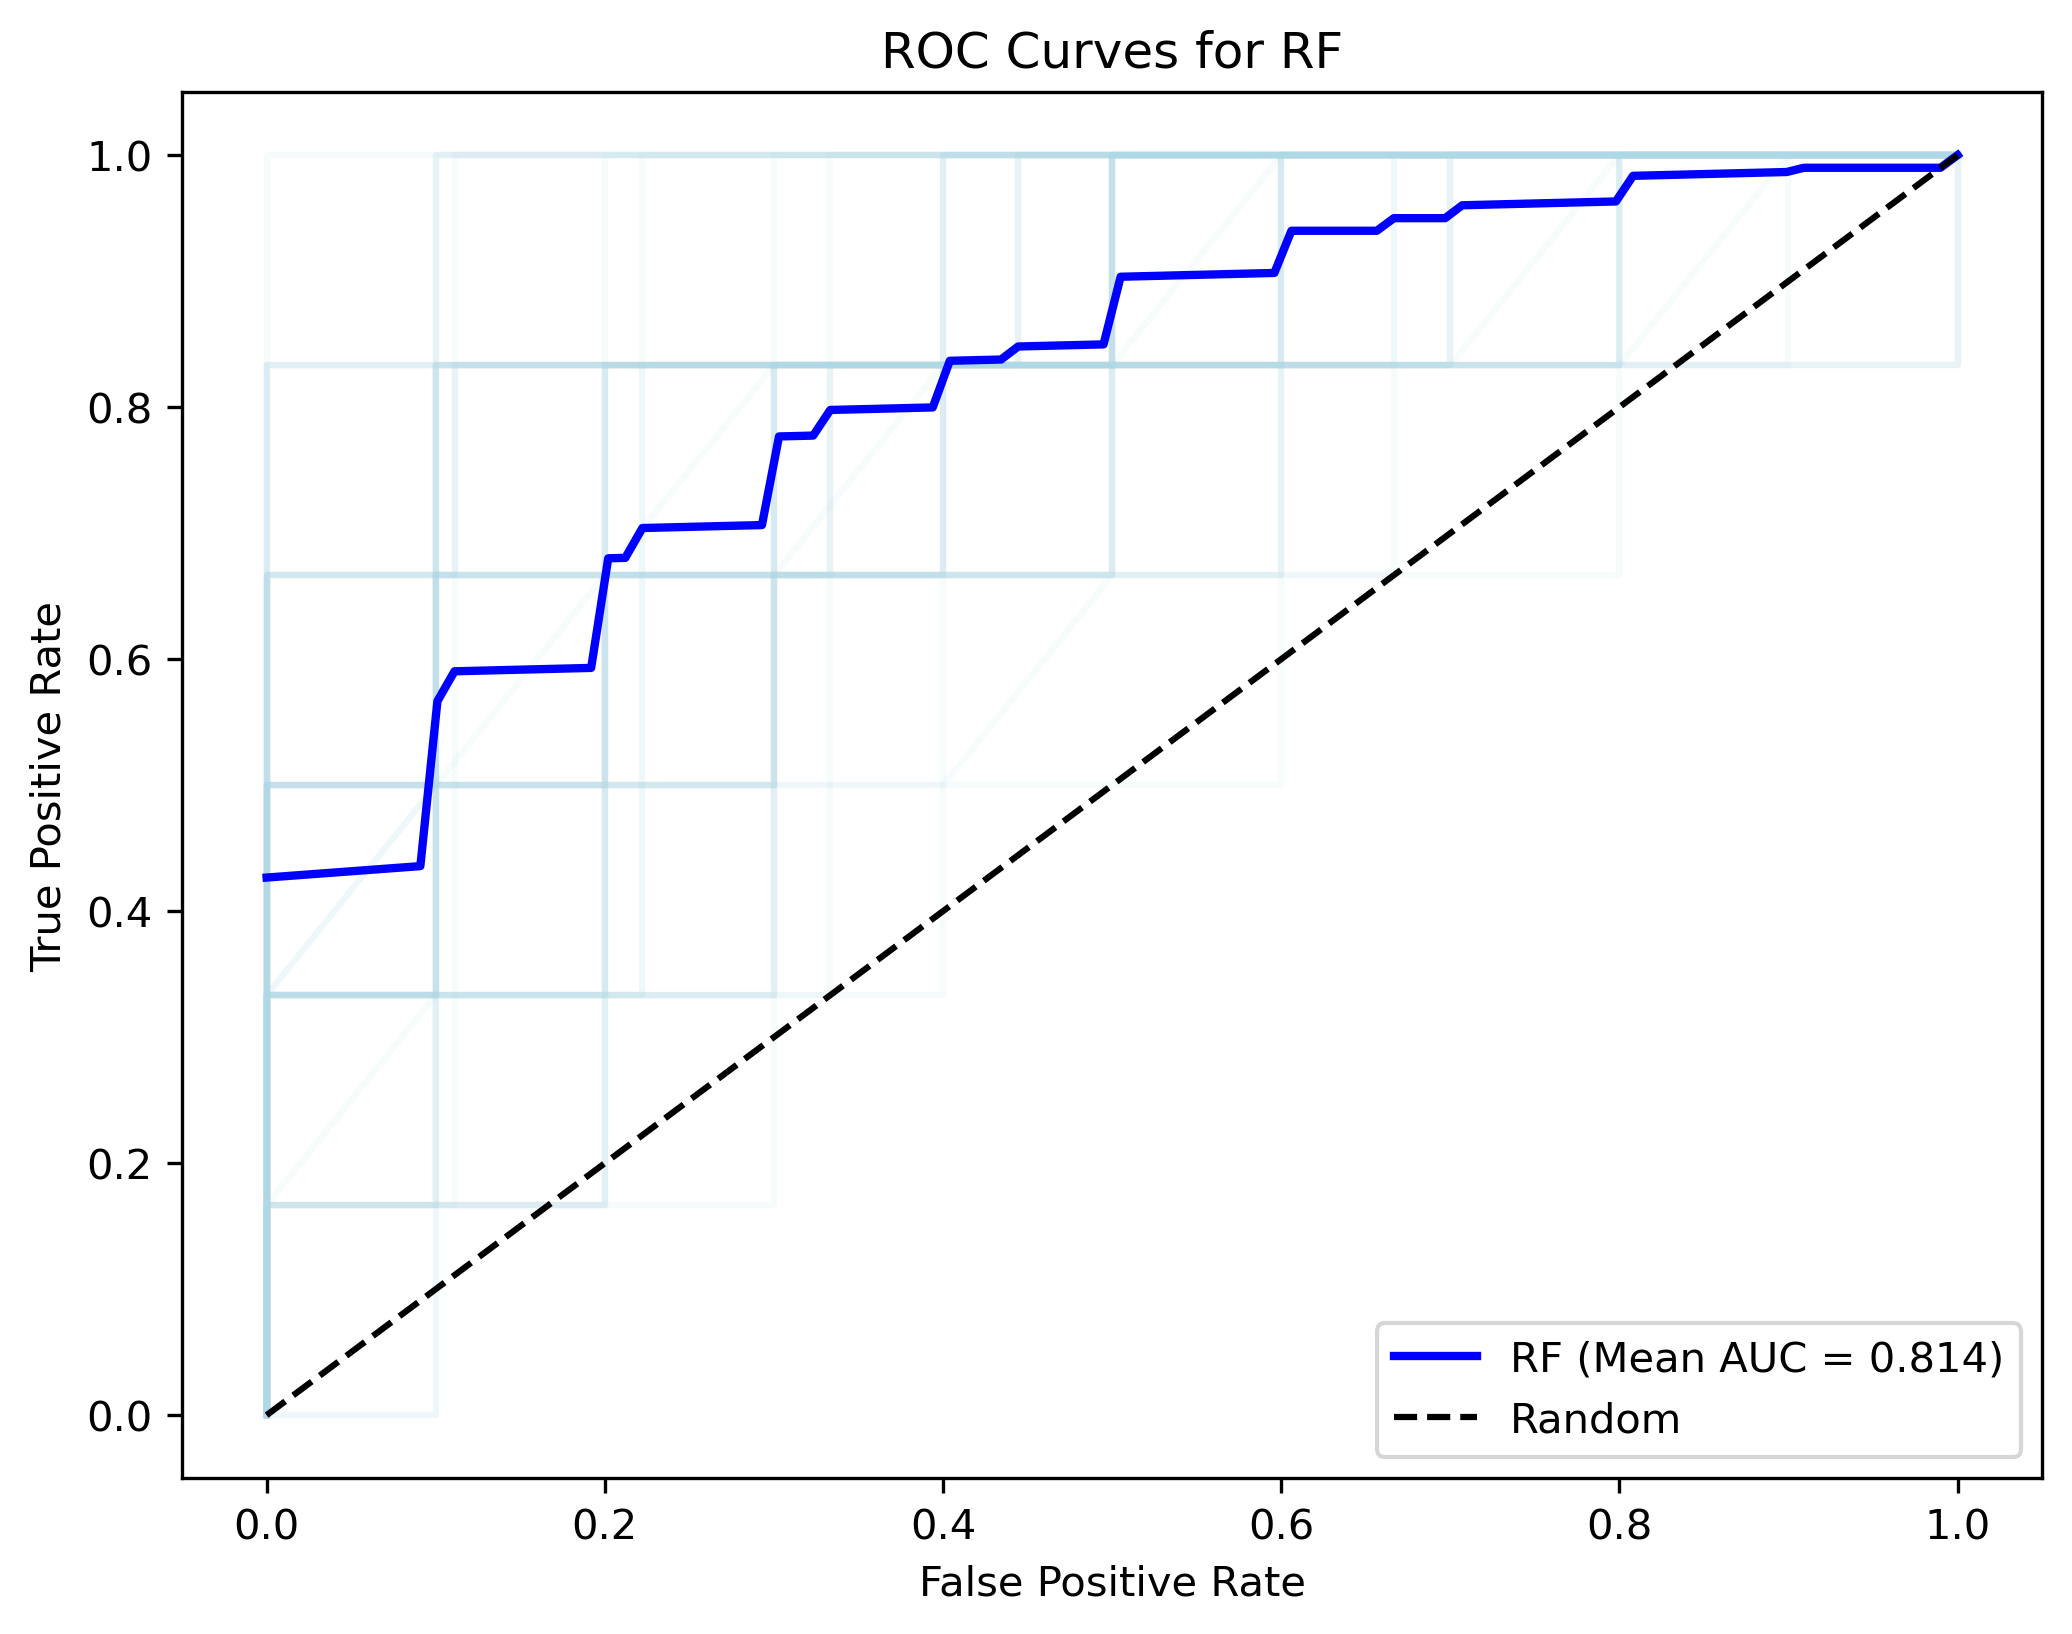 ROC Curves for RF
1.0
0.8
0.6
0.4
0.2
0.0
True Positive Rate
0.0 0.2 0.4 0.6 0.8 1.0
False Positive Rate
RF (Mean AUC = 0.814)
Random